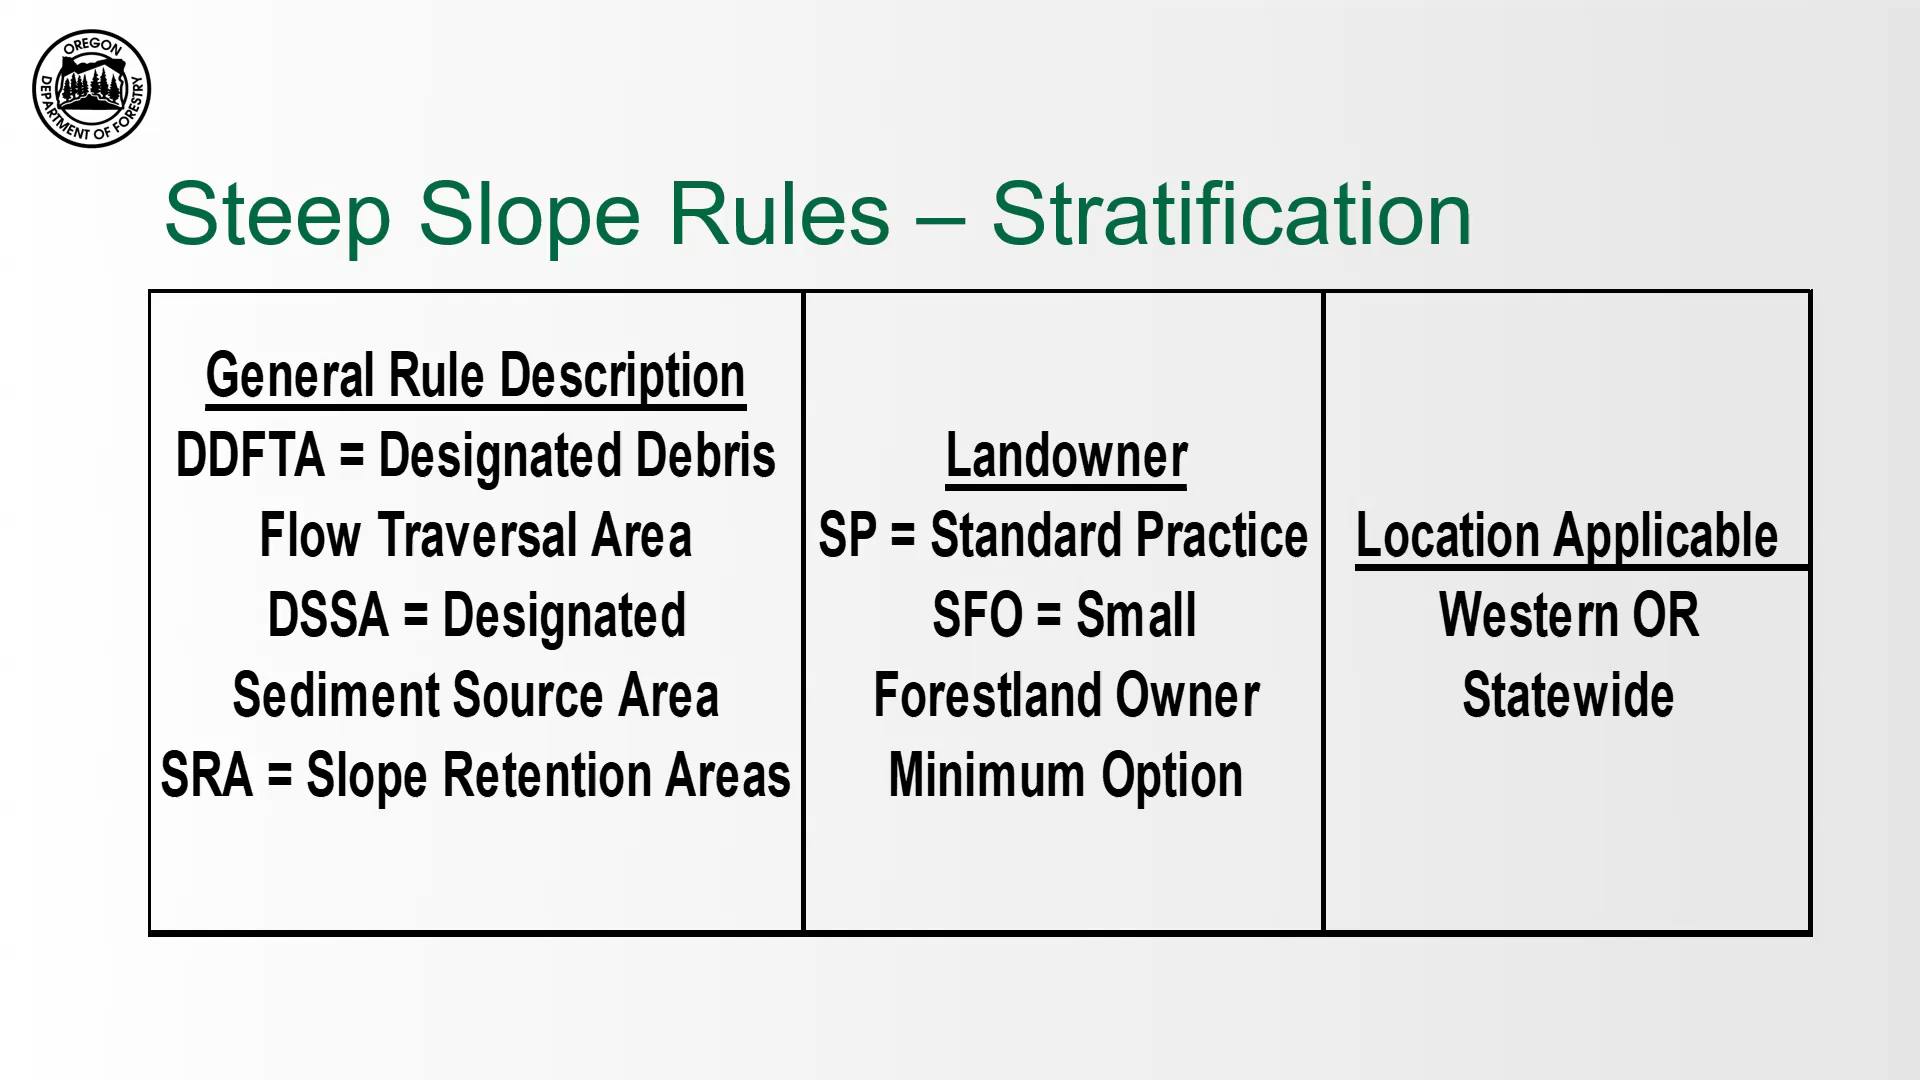 OREGON
DEPARTMENT OF FORESTRY
Steep Slope Rules – Stratification
General Rule Description
DDFTA = Designated Debris
Flow Traversal Area
DSSA = Designated
Sediment Source Area
SRA = Slope Retention Areas
Landowner
SP = Standard Practice
SFO = Small
Forestland Owner
Minimum Option
Location Applicable
Western OR
Statewide